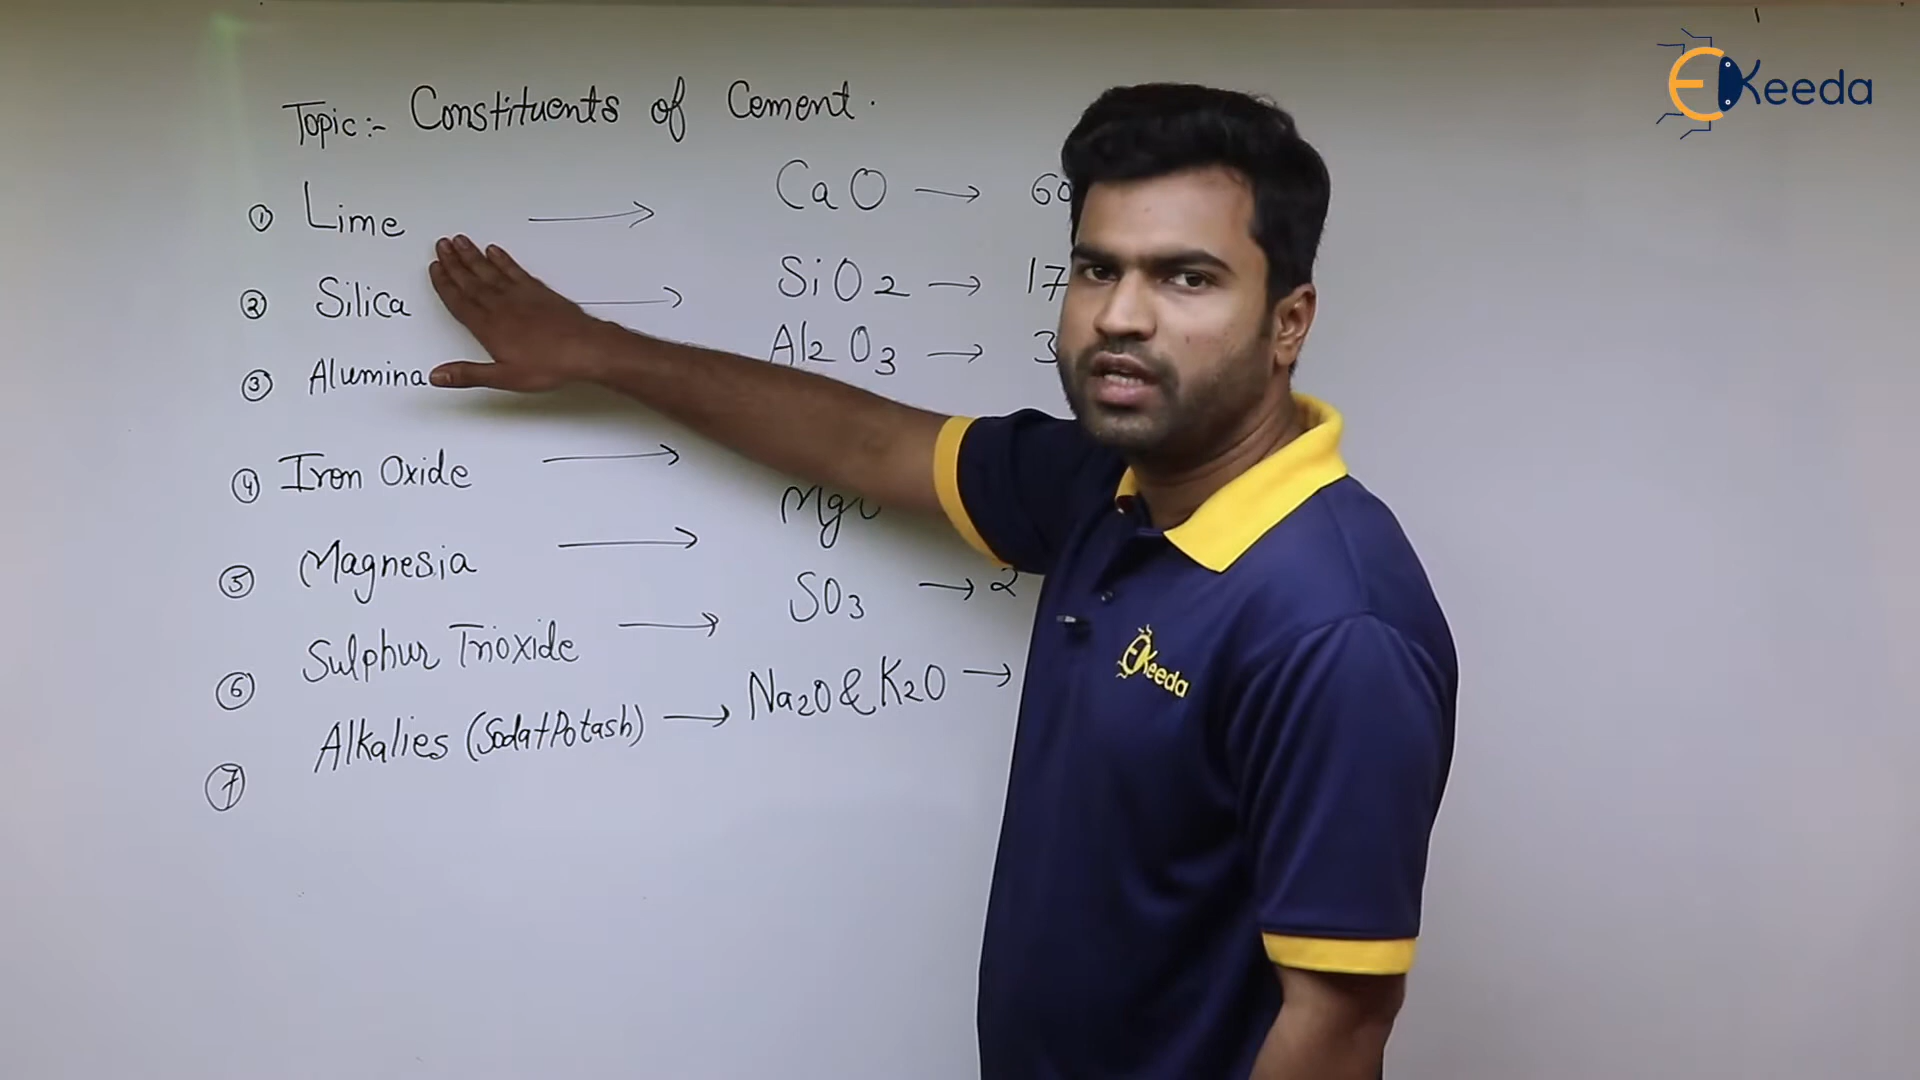 EKeeda
Topic:- Constituents of Cement.
① Lime → CaO → 60
② Silica → SiO2 → 17
③ Alumina Al2O3 → 3
④ Iron Oxide →
⑤ Magnesia → Mg
⑥ Sulphur Trioxide → SO3 → 2
⑦ Alkalies (Soda+Potash) → Na2O & K2O →
EKeeda